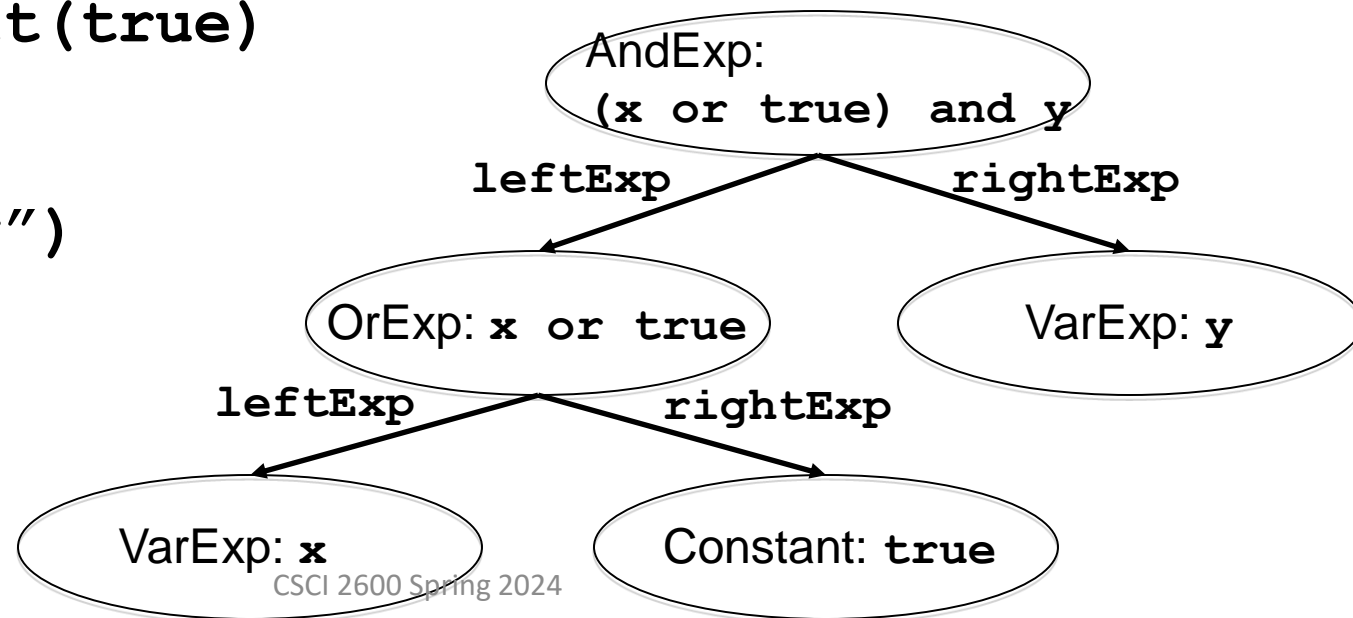 t(true)
AndExp:
(x or true) and y
leftExp
rightExp
″)
OrExp: x or true
VarExp: y
leftExp
rightExp
VarExp: x
Constant: true
CSCI 2600 Spring 2024